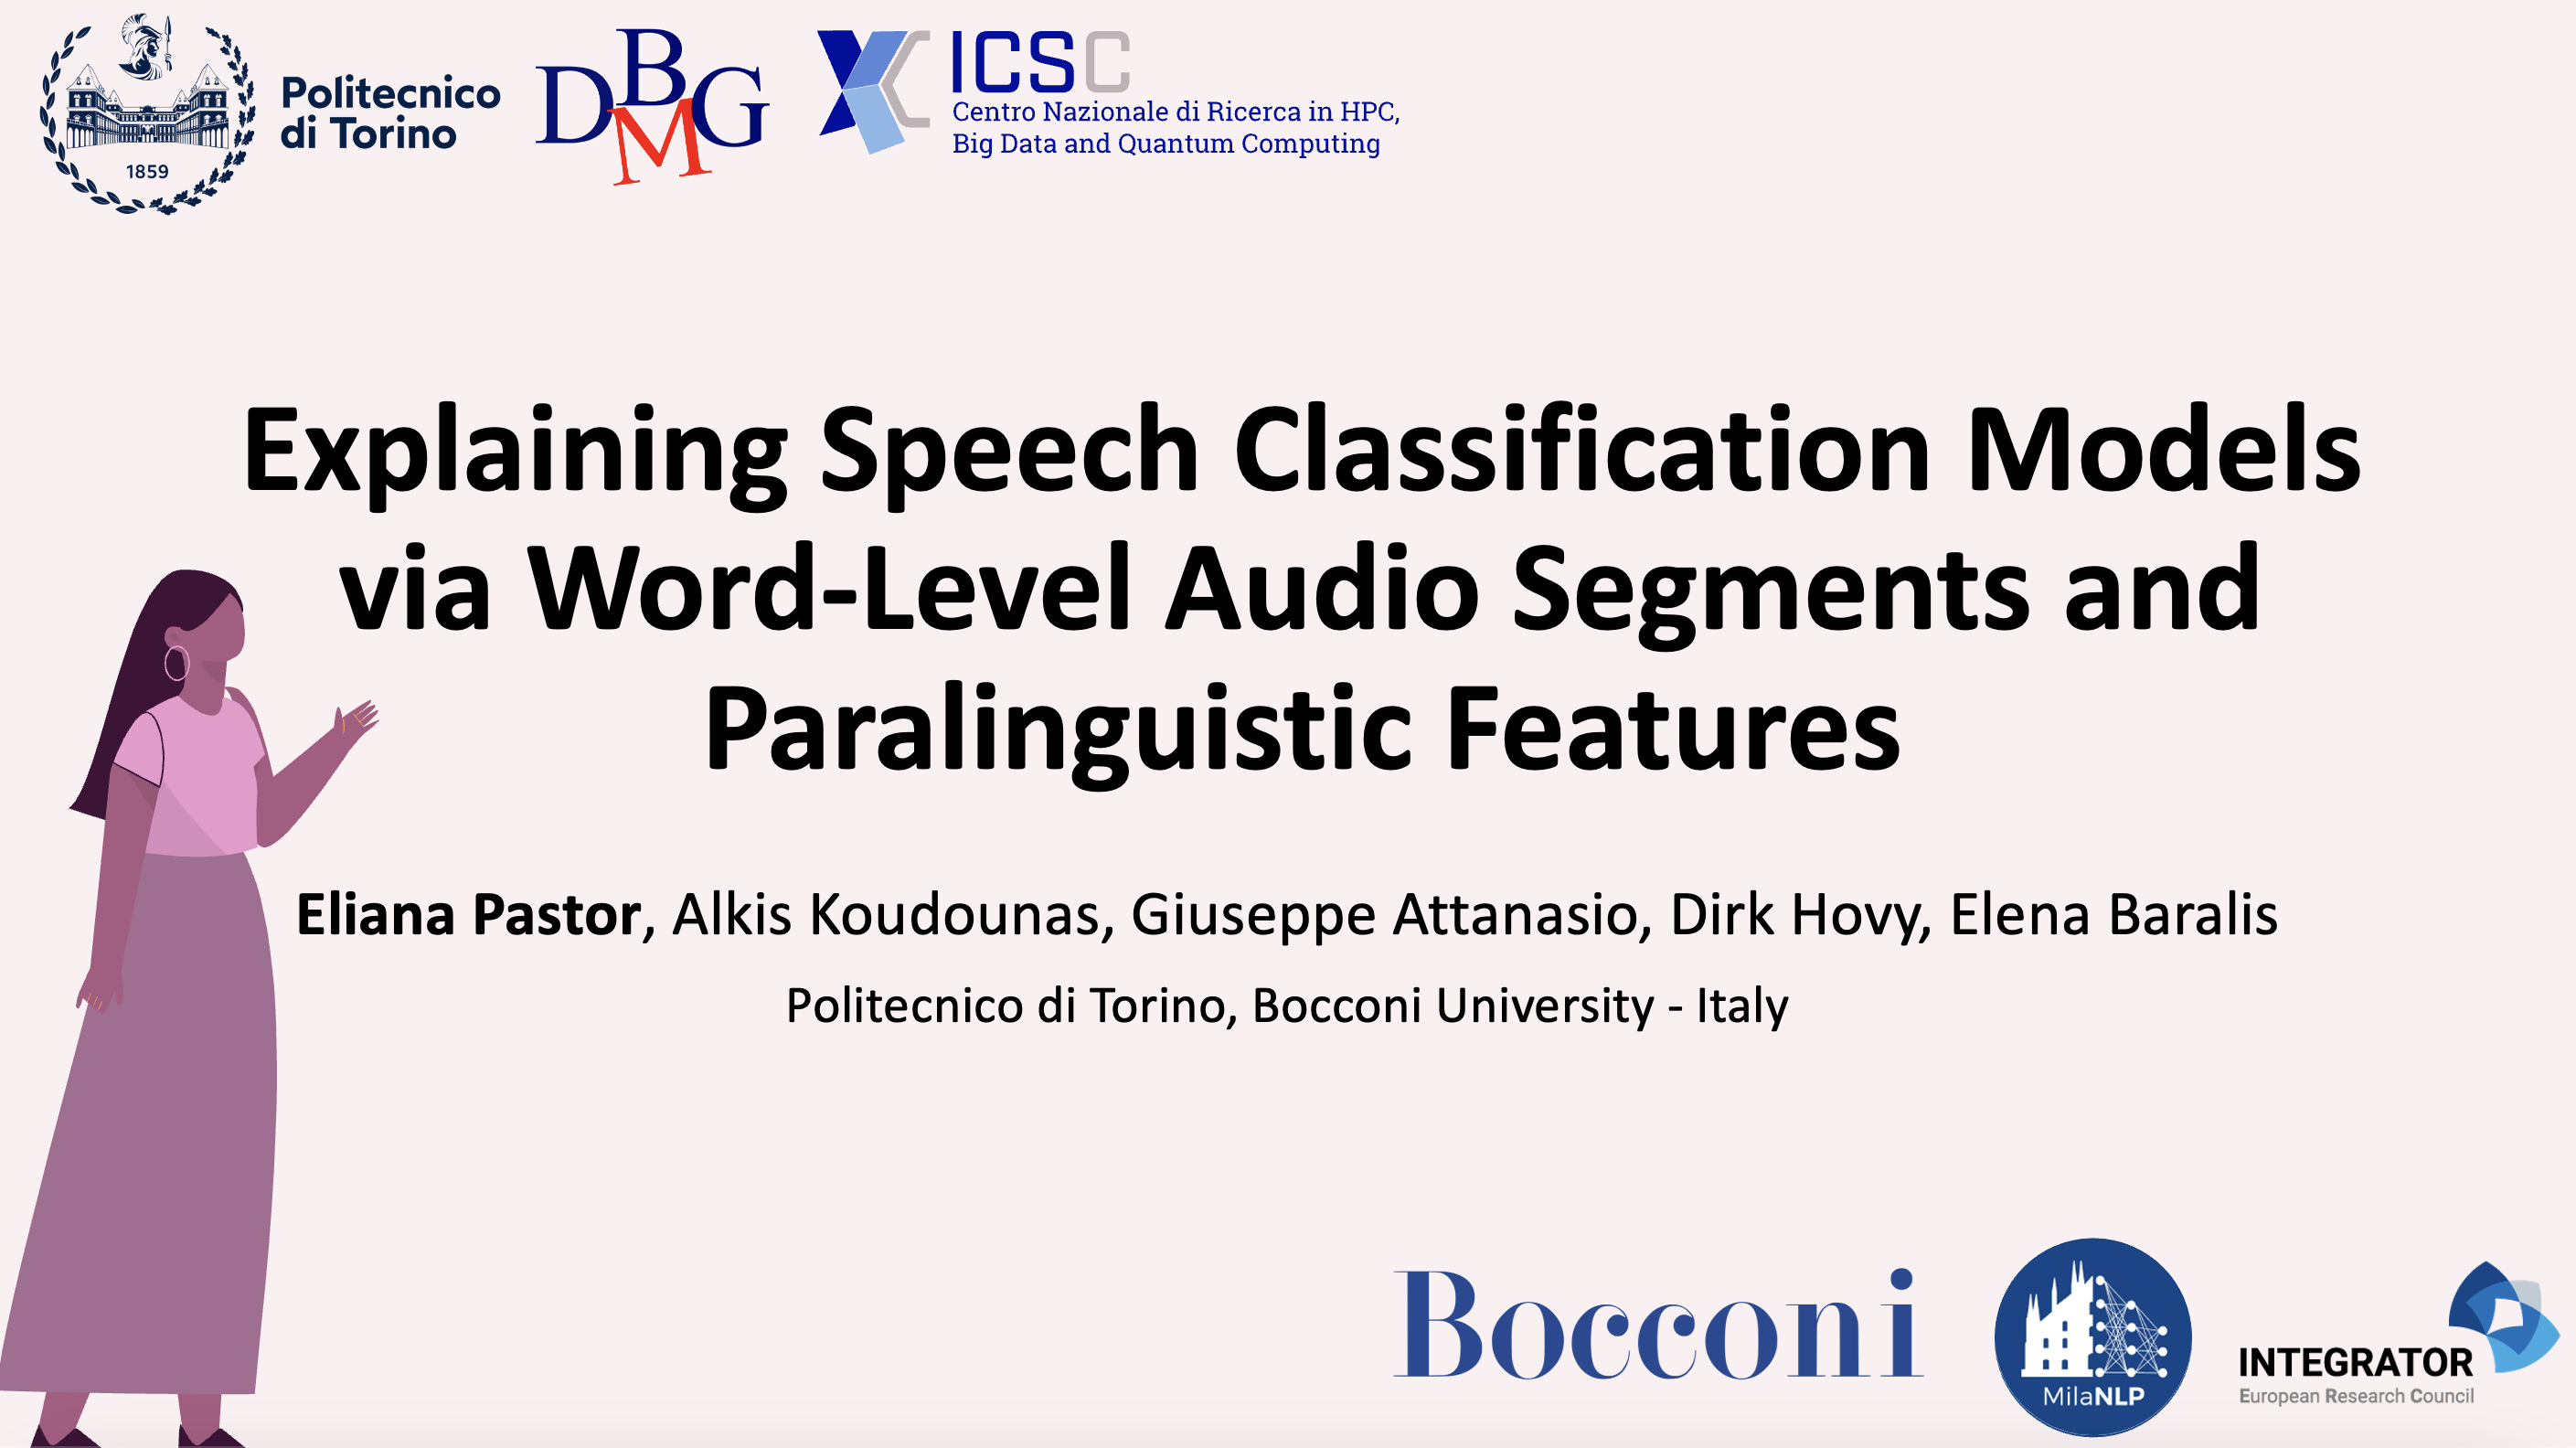 Politecnico
di Torino
1859
DBMG
ICSC
Centro Nazionale di Ricerca in HPC,
Big Data and Quantum Computing
Explaining Speech Classification Models
via Word-Level Audio Segments and
Paralinguistic Features
Eliana Pastor, Alkis Koudounas, Giuseppe Attanasio, Dirk Hovy, Elena Baralis
Politecnico di Torino, Bocconi University - Italy
Bocconi
MilaNLP
INTEGRATOR
European Research Council